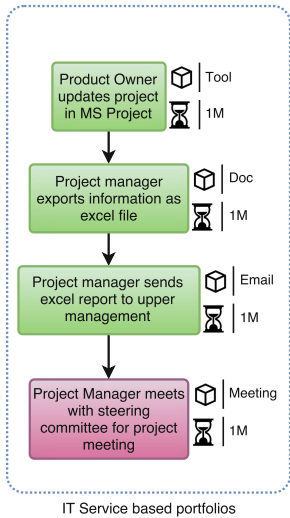 Product Owner
updates project
in MS Project
Tool
1M
Project manager
exports information as
excel file
Doc
1M
Project manager sends
excel report to upper
management
Email
1M
Project Manager meets
with steering
committee for project
meeting
Meeting
1M
IT Service based portfolios